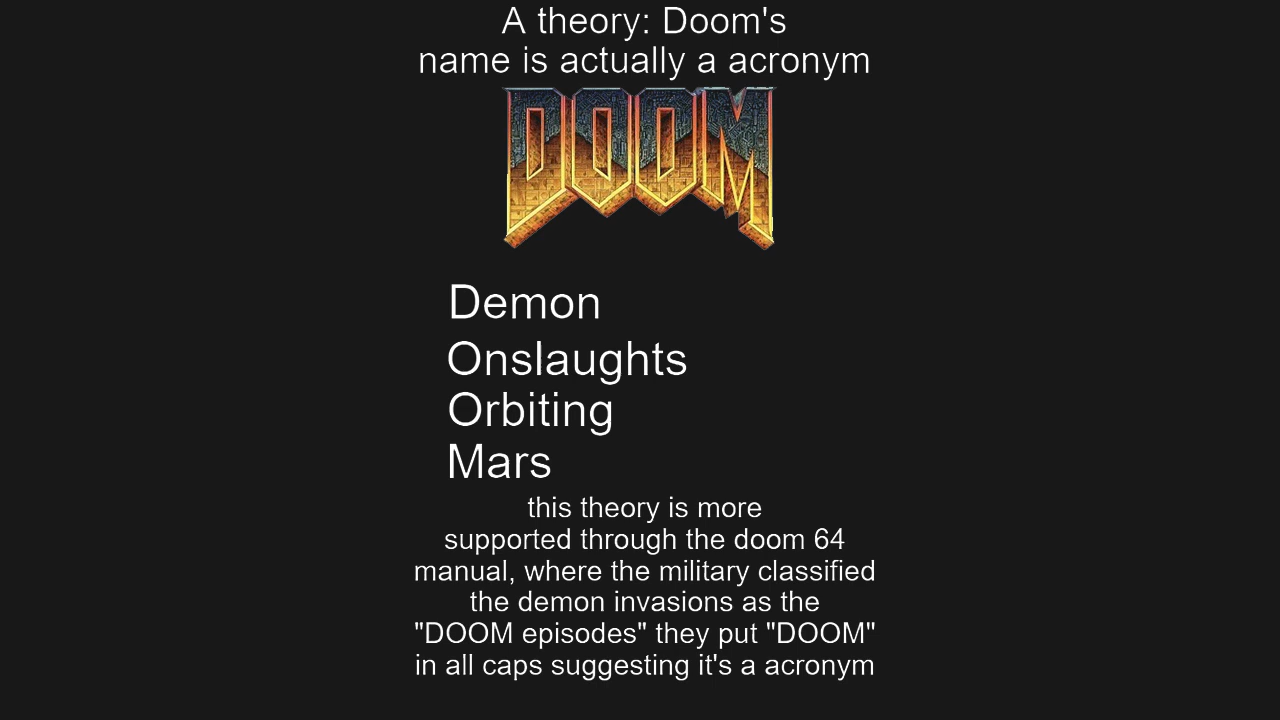 A theory: Doom's
name is actually a acronym
DOOM
Demon
Onslaughts
Orbiting
Mars
this theory is more
supported through the doom 64
manual, where the military classified
the demon invasions as the
"DOOM episodes" they put "DOOM"
in all caps suggesting it's a acronym